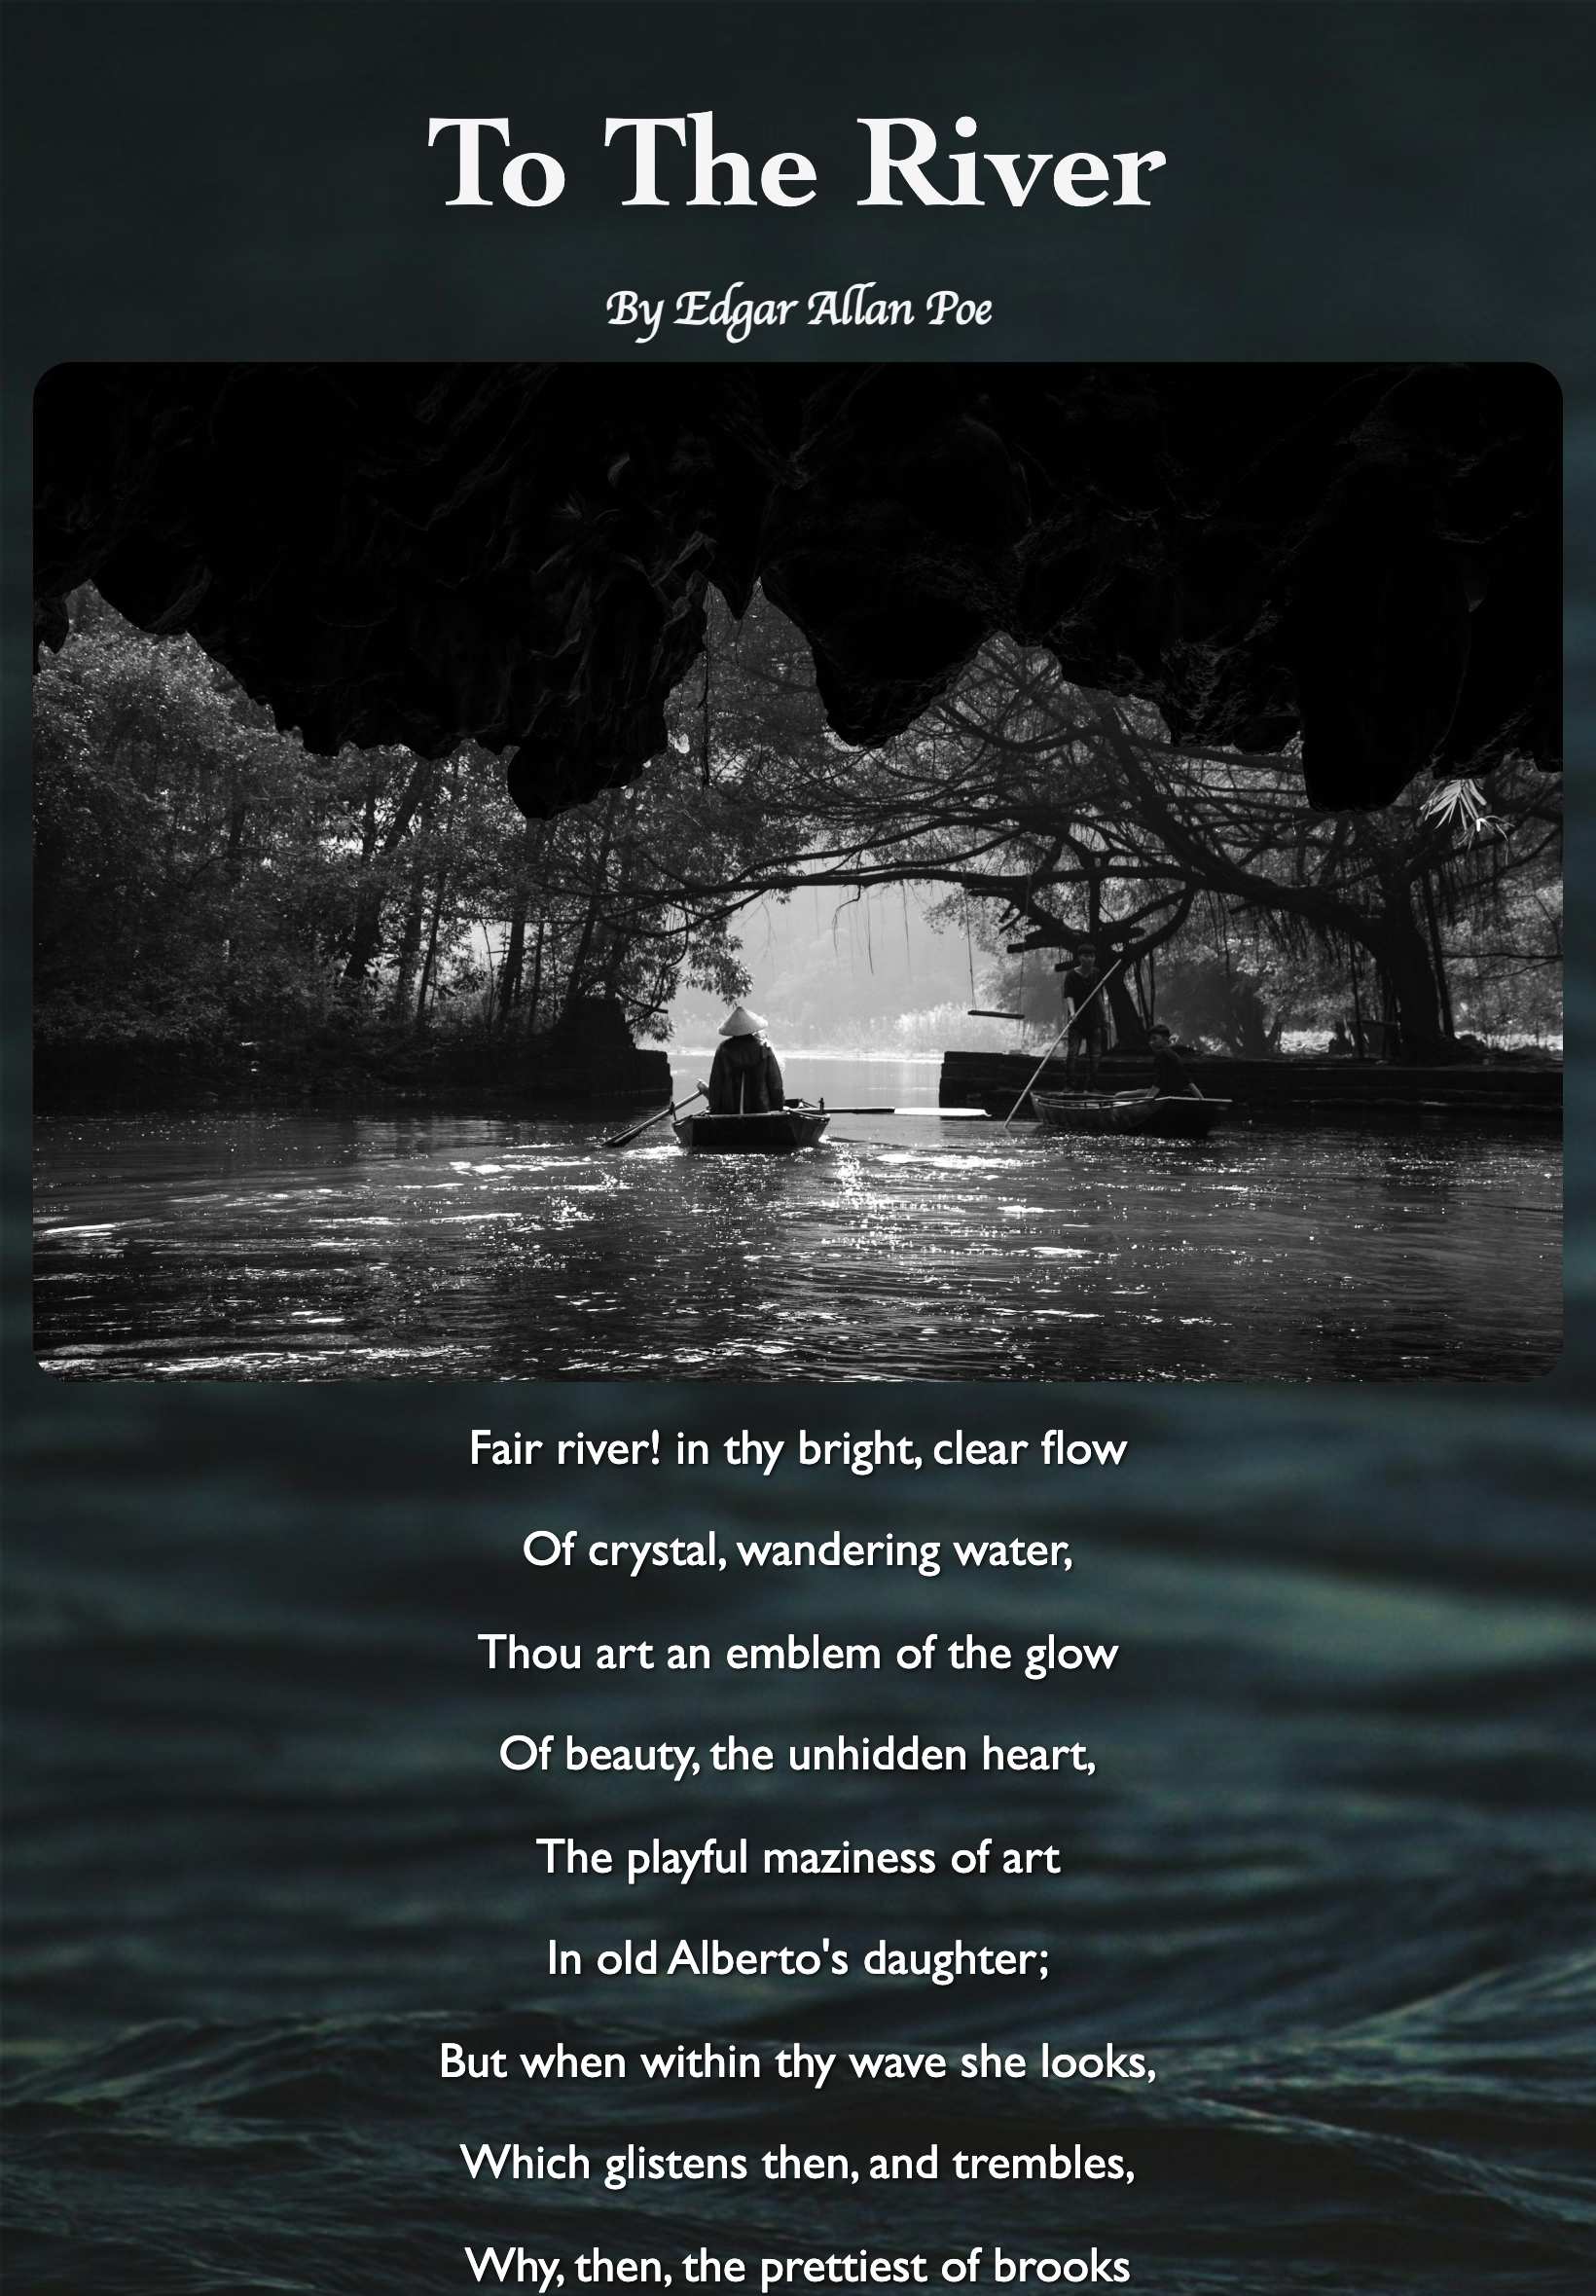 To The River
By Edgar Allan Poe
Fair river! in thy bright, clear flow
Of crystal, wandering water,
Thou art an emblem of the glow
Of beauty, the unhidden heart,
The playful maziness of art
In old Alberto's daughter;
But when within thy wave she looks,
Which glistens then, and trembles,
Why, then, the prettiest of brooks